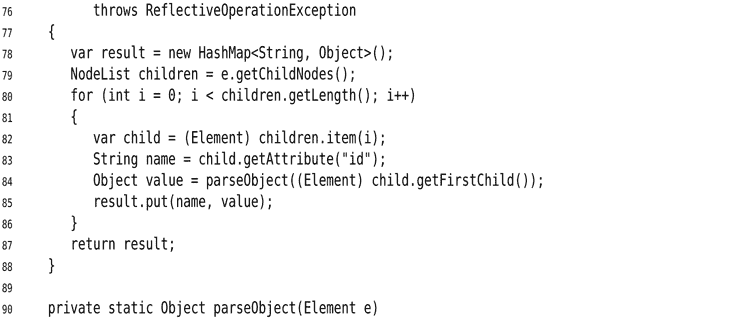 76         throws ReflectiveOperationException
77   {
78      var result = new HashMap<String, Object>();
79      NodeList children = e.getChildNodes();
80      for (int i = 0; i < children.getLength(); i++)
81      {
82         var child = (Element) children.item(i);
83         String name = child.getAttribute("id");
84         Object value = parseObject((Element) child.getFirstChild());
85         result.put(name, value);
86      }
87      return result;
88   }
89
90   private static Object parseObject(Element e)